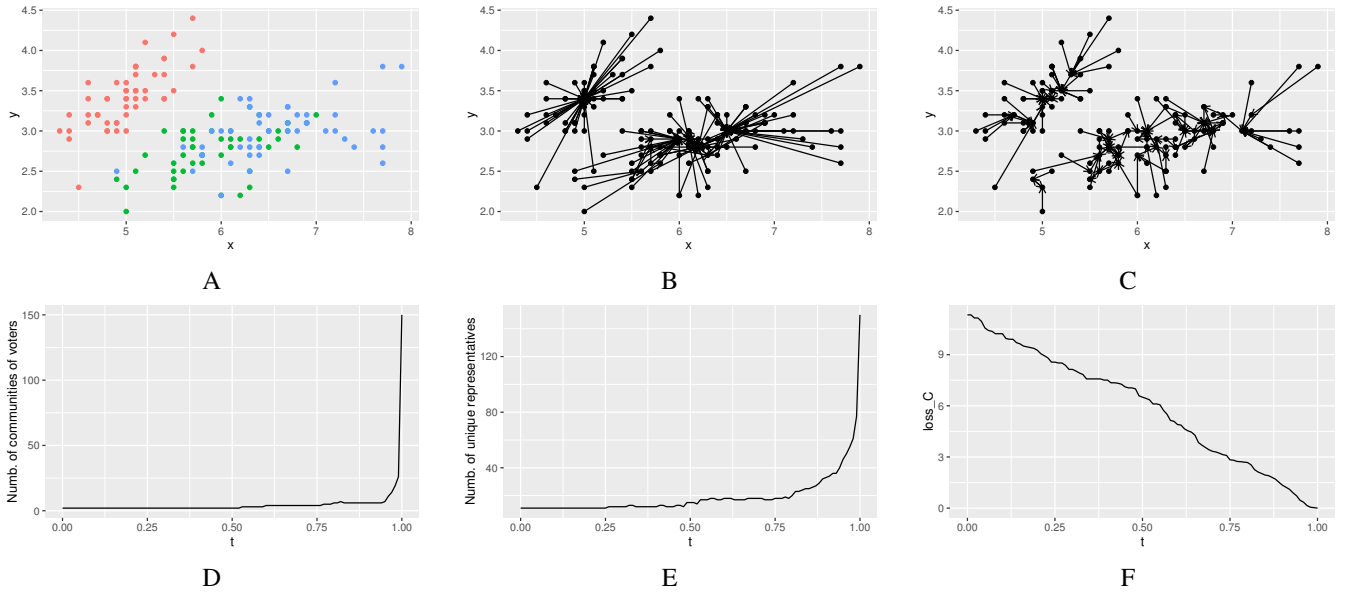 4.5
4.0
3.5
3.0
2.5
2.0
y
5 6 7 8
x
A
4.5
4.0
3.5
3.0
2.5
2.0
y
5 6 7 8
x
B
4.5
4.0
3.5
3.0
2.5
2.0
y
5 6 7 8
x
C
Numb. of communities of voters
150
100
50
0
0.00 0.25 0.50 0.75 1.00
t
D
Numb. of unique representatives
120
80
40
0.00 0.25 0.50 0.75 1.00
t
E
loss_C
9
6
3
0
0.00 0.25 0.50 0.75 1.00
t
F